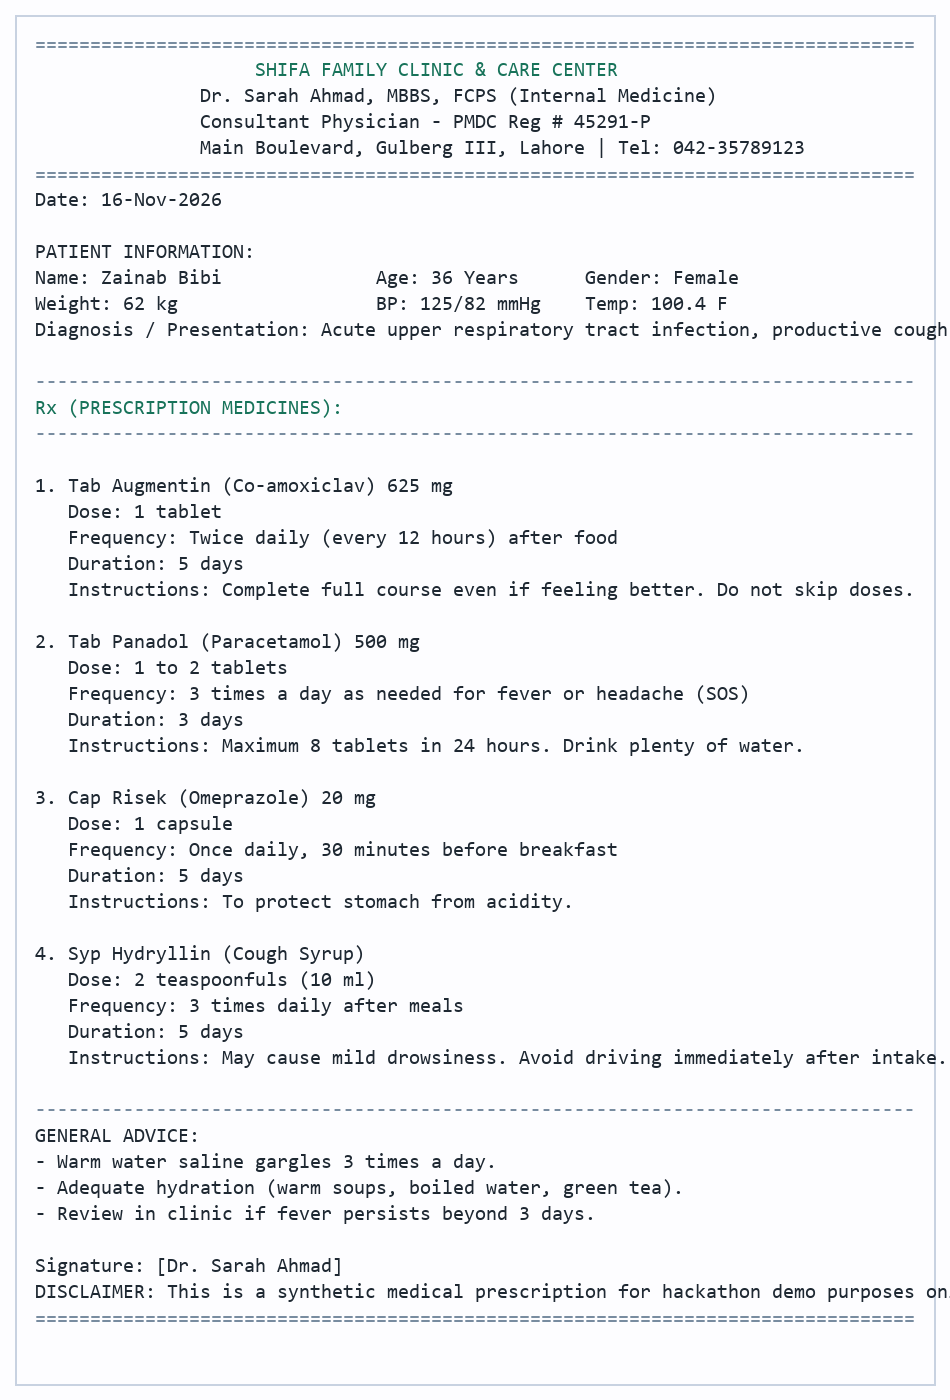 ================================================================================
SHIFA FAMILY CLINIC & CARE CENTER
Dr. Sarah Ahmad, MBBS, FCPS (Internal Medicine)
Consultant Physician - PMDC Reg # 45291-P
Main Boulevard, Gulberg III, Lahore | Tel: 042-35789123
================================================================================
Date: 16-Nov-2026
PATIENT INFORMATION:
Name: Zainab Bibi Age: 36 Years Gender: Female
Weight: 62 kg BP: 125/82 mmHg Temp: 100.4 F
Diagnosis / Presentation: Acute upper respiratory tract infection, productive cough
--------------------------------------------------------------------------------
Rx (PRESCRIPTION MEDICINES):
--------------------------------------------------------------------------------
1. Tab Augmentin (Co-amoxiclav) 625 mg
Dose: 1 tablet
Frequency: Twice daily (every 12 hours) after food
Duration: 5 days
Instructions: Complete full course even if feeling better. Do not skip doses.
2. Tab Panadol (Paracetamol) 500 mg
Dose: 1 to 2 tablets
Frequency: 3 times a day as needed for fever or headache (SOS)
Duration: 3 days
Instructions: Maximum 8 tablets in 24 hours. Drink plenty of water.
3. Cap Risek (Omeprazole) 20 mg
Dose: 1 capsule
Frequency: Once daily, 30 minutes before breakfast
Duration: 5 days
Instructions: To protect stomach from acidity.
4. Syp Hydryllin (Cough Syrup)
Dose: 2 teaspoonfuls (10 ml)
Frequency: 3 times daily after meals
Duration: 5 days
Instructions: May cause mild drowsiness. Avoid driving immediately after intake.
--------------------------------------------------------------------------------
GENERAL ADVICE:
- Warm water saline gargles 3 times a day.
- Adequate hydration (warm soups, boiled water, green tea).
- Review in clinic if fever persists beyond 3 days.
Signature: [Dr. Sarah Ahmad]
DISCLAIMER: This is a synthetic medical prescription for hackathon demo purposes
================================================================================